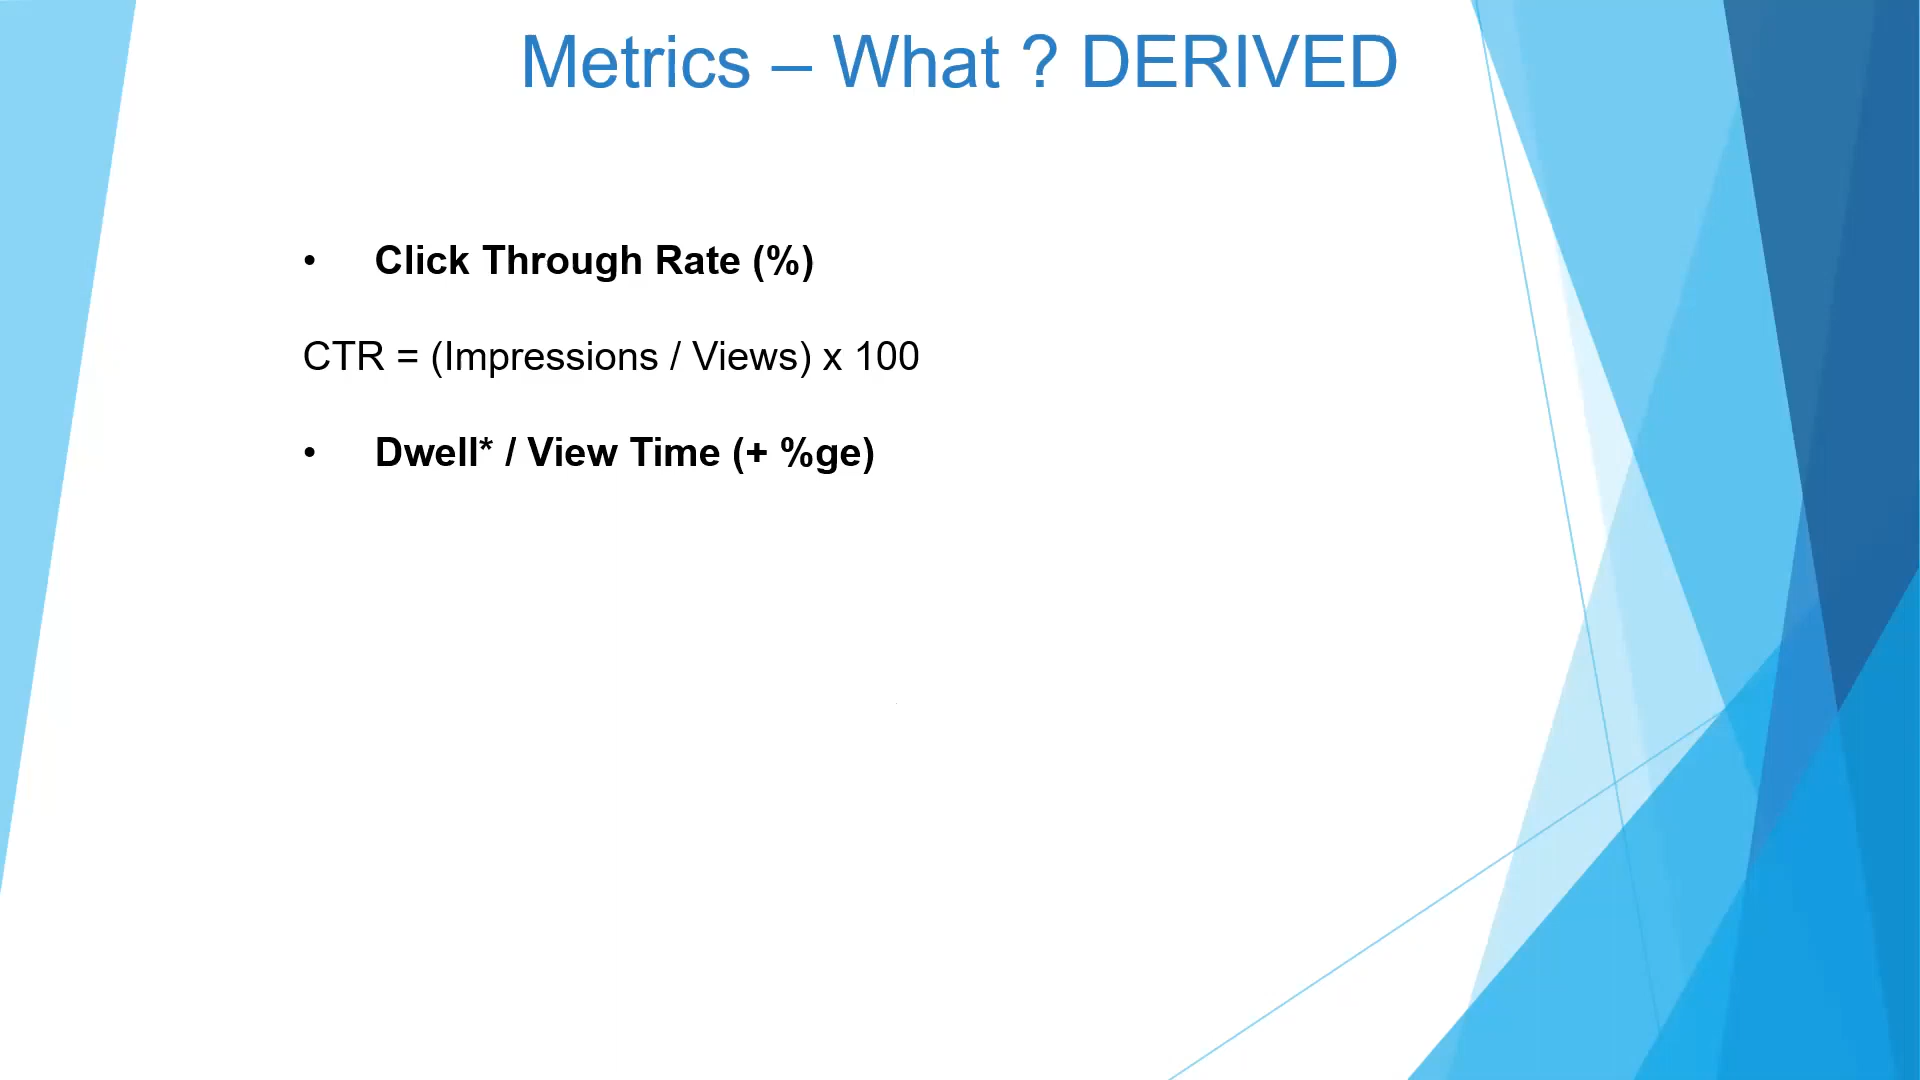 Metrics – What ? DERIVED
• Click Through Rate (%)
CTR = (Impressions / Views) x 100
• Dwell* / View Time (+ %ge)